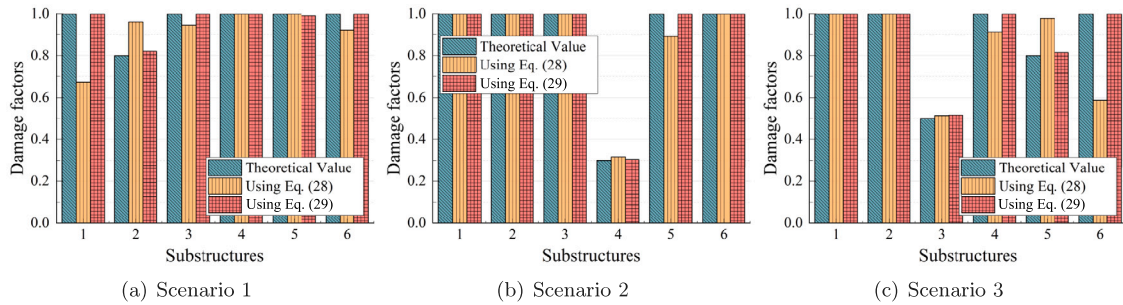 Damage factors
1.0
0.8
0.6
0.4
0.2
0.0
Theoretical Value
Using Eq. (28)
Using Eq. (29)
1 2 3 4 5 6
Substructures
(a) Scenario 1
Damage factors
1.0
0.8
0.6
0.4
0.2
0.0
Theoretical Value
Using Eq. (28)
Using Eq. (29)
1 2 3 4 5 6
Substructures
(b) Scenario 2
Damage factors
1.0
0.8
0.6
0.4
0.2
0.0
Theoretical Value
Using Eq. (28)
Using Eq. (29)
1 2 3 4 5 6
Substructures
(c) Scenario 3